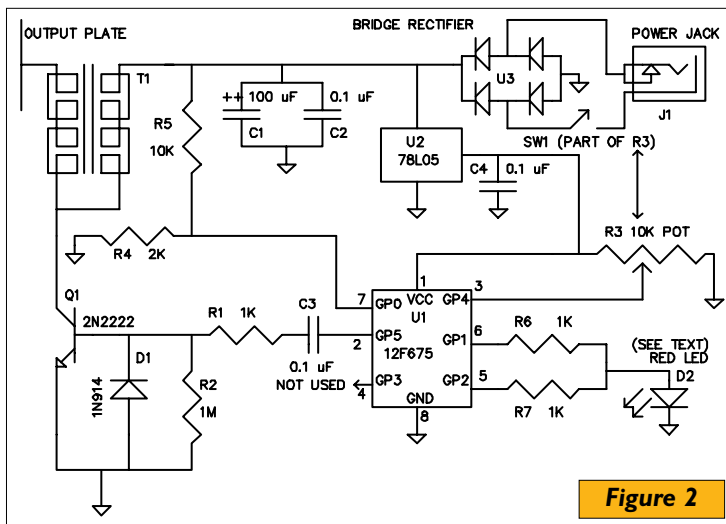 OUTPUT PLATE
BRIDGE RECTIFIER
POWER JACK
T1
U3
J1
++ 100 uF
0.1 uF
C1
C2
R5
10K
U2
78L05
SW1 (PART OF R3)
C4
0.1 uF
R4
2K
R3 10K POT
Q1
2N2222
R1
1K
C3
0.1 uF
7
GP0
1
VCC
U1
GP4
3
2
GP5
12F675
GP1
6
R6
1K
NOT USED
4
GP3
GP2
5
R7
1K
GND
8
(SEE TEXT)
RED LED
D2
D1
1N914
R2
1M
Figure 2